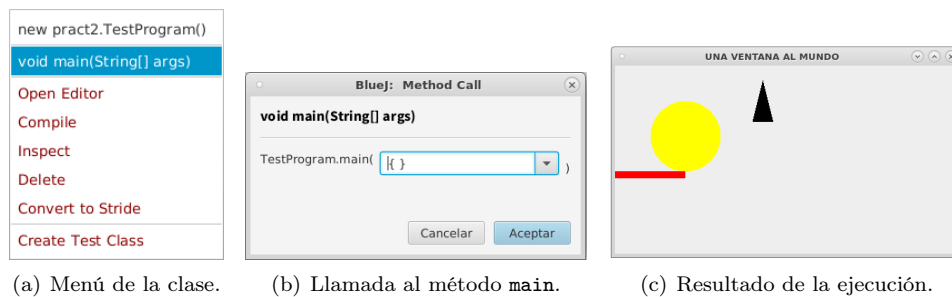 new pract2.TestProgram()
void main(String[] args)
Open Editor
Compile
Inspect
Delete
Convert to Stride
Create Test Class
(a) Menú de la clase.
BlueJ: Method Call
void main(String[] args)
TestProgram.main( { } )
Cancelar Aceptar
(b) Llamada al método main.
UNA VENTANA AL MUNDO
(c) Resultado de la ejecución.